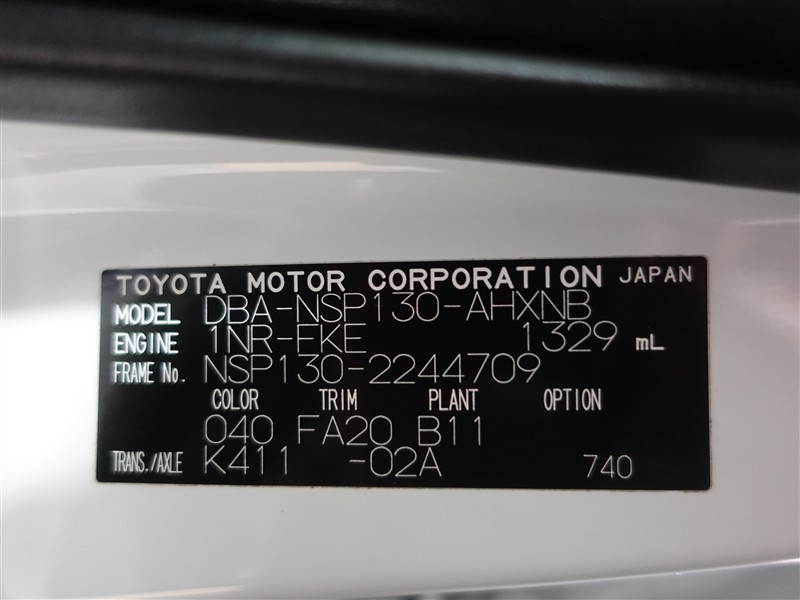 TOYOTA MOTOR CORPORATION JAPAN
MODEL DBA-NSP130-AHXNB
ENGINE 1NR-FKE 1329 mL
FRAME No. NSP130-2244709
COLOR TRIM PLANT OPTION
040 FA20 B11
TRANS./AXLE K411 -02A 740